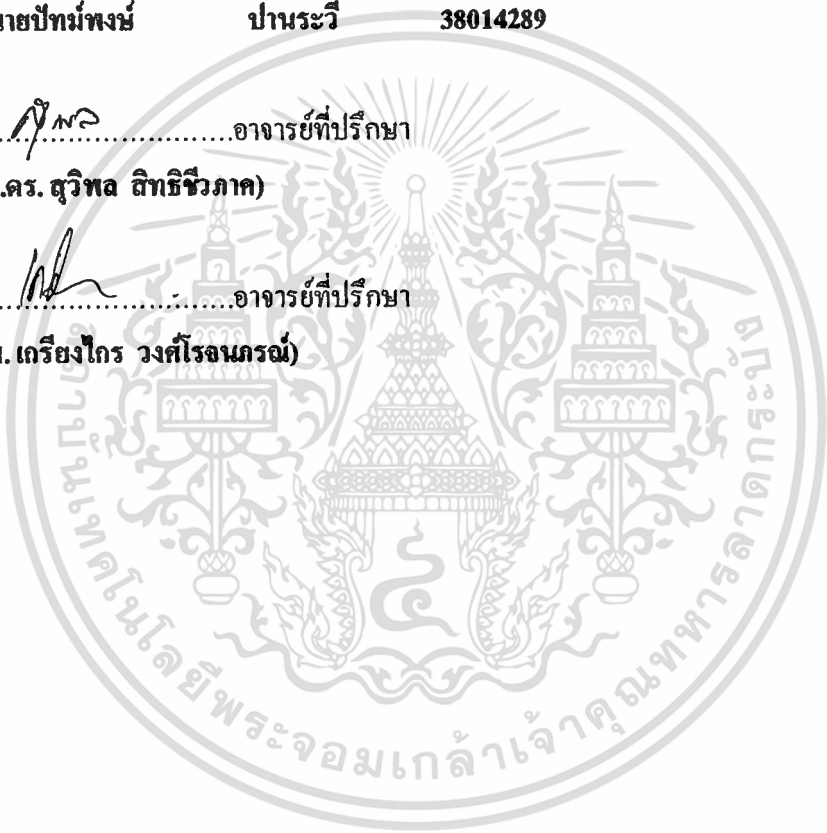 นายปัทม์พงษ์ ปานระวี 38014289
อาจารย์ที่ปรึกษา
.ดร. สุวิพล สิทธิชีวภาค)
อาจารย์ที่ปรึกษา
. เกรียงไกร วงศ์โรจนภรณ์)
สถาบันเทคโนโลยีพระจอมเกล้าเจ้าคุณทหารลาดกระบัง